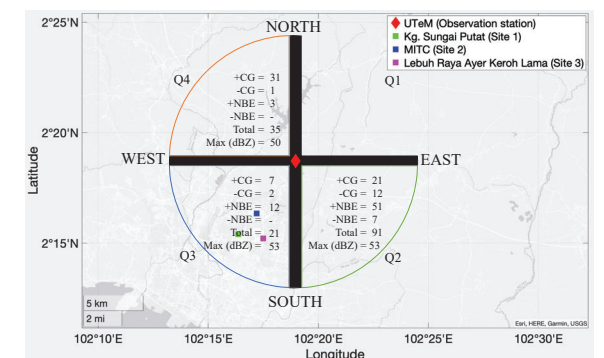 2°25'N
2°20'N
2°15'N
Latitude
NORTH
UTeM (Observation station)
Kg. Sungai Putat (Site 1)
MITC (Site 2)
Lebuh Raya Ayer Keroh Lama (Site 3)
Q4
Q1
+CG = 31
-CG = 1
+NBE = 3
-NBE = -
Total = 35
Max (dBZ) = 50
WEST
EAST
+CG = 7
-CG = 2
+NBE = 12
-NBE = -
Total = 21
Max (dBZ) = 53
+CG = 21
-CG = 12
+NBE = 51
-NBE = 7
Total = 91
Max (dBZ) = 53
Q3
Q2
SOUTH
5 km
2 mi
Esri, HERE, Garmin, USGS
102°10'E
102°15'E
102°20'E
102°25'E
102°30'E
Longitude